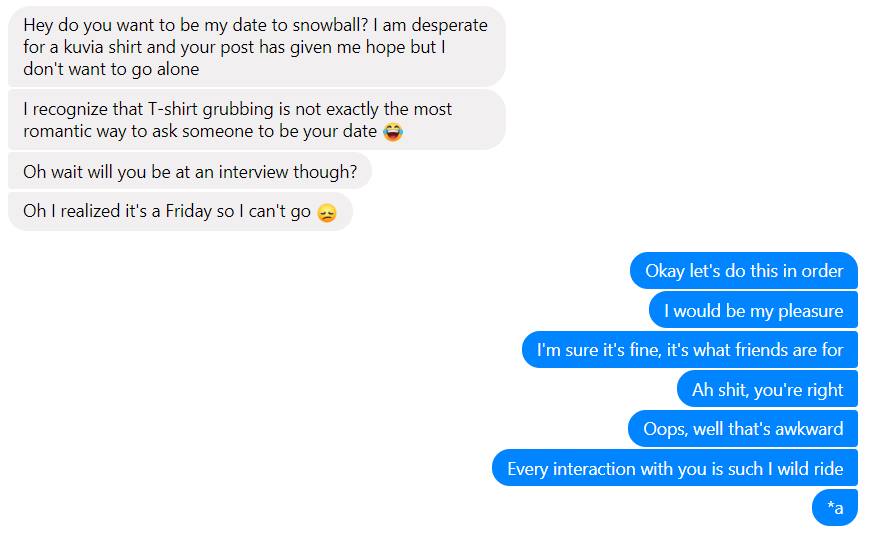 Hey do you want to be my date to snowball? I am desperate
for a kuvia shirt and your post has given me hope but I
don't want to go alone
I recognize that T-shirt grubbing is not exactly the most
romantic way to ask someone to be your date 😂
Oh wait will you be at an interview though?
Oh I realized it's a Friday so I can't go 😞
Okay let's do this in order
I would be my pleasure
I'm sure it's fine, it's what friends are for
Ah shit, you're right
Oops, well that's awkward
Every interaction with you is such I wild ride
*a